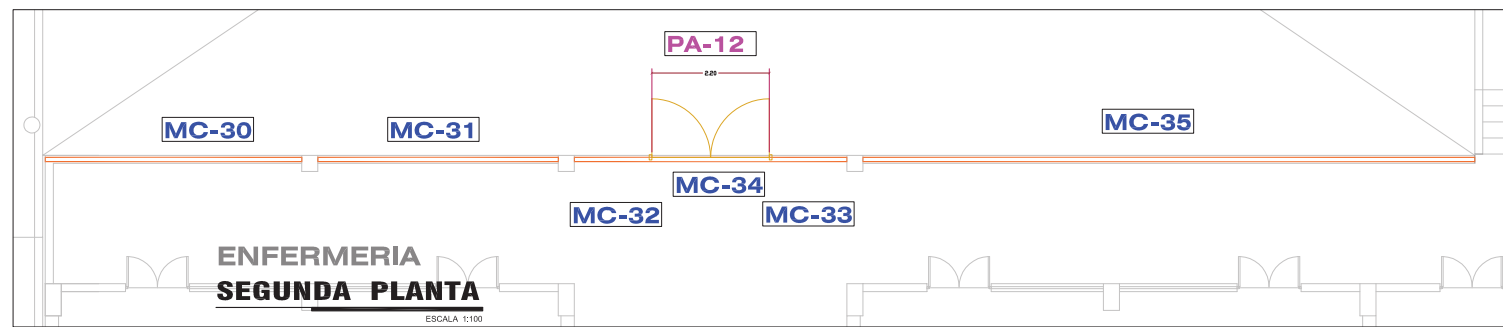 PA-12
2.20
MC-30
MC-31
MC-35
MC-34
MC-32
MC-33
ENFERMERIA
SEGUNDA PLANTA
ESCALA 1:100